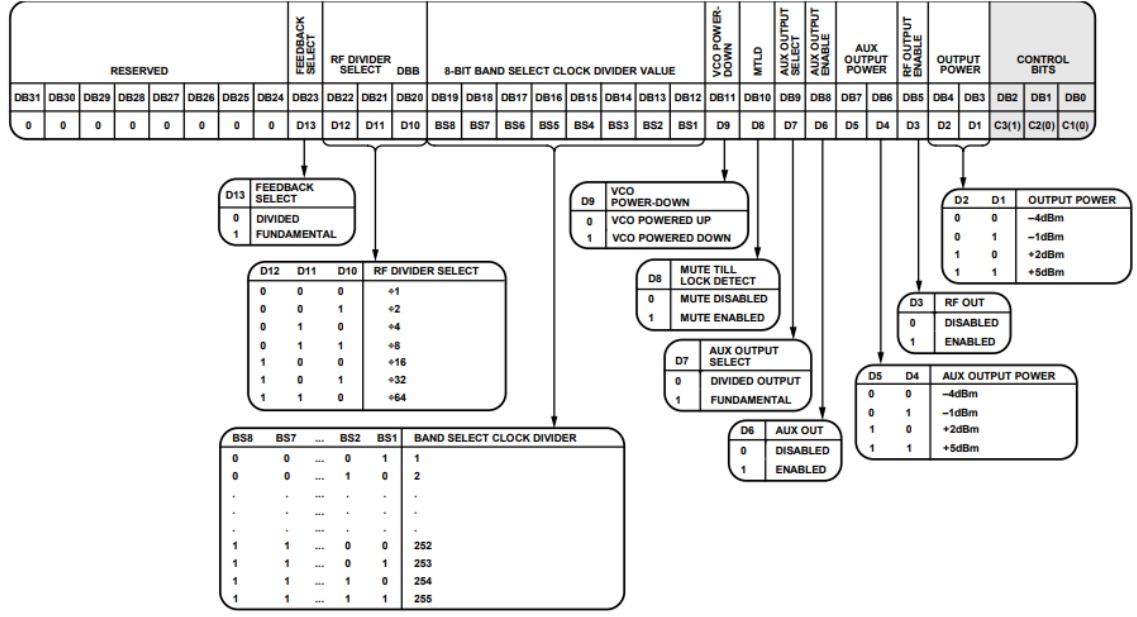 RESERVED
FEEDBACK SELECT
RF DIVIDER SELECT
DBB
8-BIT BAND SELECT CLOCK DIVIDER VALUE
VCO POWER-DOWN
MTLD
AUX OUTPUT SELECT
AUX OUTPUT ENABLE
AUX OUTPUT POWER
RF OUTPUT ENABLE
OUTPUT POWER
CONTROL BITS
DB31 DB30 DB29 DB28 DB27 DB26 DB25 DB24 DB23 DB22 DB21 DB20 DB19 DB18 DB17 DB16 DB15 DB14 DB13 DB12 DB11 DB10 DB9 DB8 DB7 DB6 DB5 DB4 DB3 DB2 DB1 DB0
0 0 0 0 0 0 0 0 D13 D12 D11 D10 BS8 BS7 BS6 BS5 BS4 BS3 BS2 BS1 D9 D8 D7 D6 D5 D4 D3 D2 D1 C3(1) C2(0) C1(0)
D13 FEEDBACK SELECT
0 DIVIDED
1 FUNDAMENTAL
D9 VCO POWER-DOWN
0 VCO POWERED UP
1 VCO POWERED DOWN
D2 D1 OUTPUT POWER
0 0 –4dBm
0 1 –1dBm
1 0 +2dBm
1 1 +5dBm
D12 D11 D10 RF DIVIDER SELECT
0 0 0 ÷1
0 0 1 ÷2
0 1 0 ÷4
0 1 1 ÷8
1 0 0 ÷16
1 0 1 ÷32
1 1 0 ÷64
D8 MUTE TILL LOCK DETECT
0 MUTE DISABLED
1 MUTE ENABLED
D3 RF OUT
0 DISABLED
1 ENABLED
D7 AUX OUTPUT SELECT
0 DIVIDED OUTPUT
1 FUNDAMENTAL
D5 D4 AUX OUTPUT POWER
0 0 –4dBm
0 1 –1dBm
1 0 +2dBm
1 1 +5dBm
D6 AUX OUT
0 DISABLED
1 ENABLED
BS8 BS7 ... BS2 BS1 BAND SELECT CLOCK DIVIDER
0 0 ... 0 1 1
0 0 ... 1 0 2
. . ... . . .
. . ... . . .
. . ... . . .
1 1 ... 0 0 252
1 1 ... 0 1 253
1 1 ... 1 0 254
1 1 ... 1 1 255